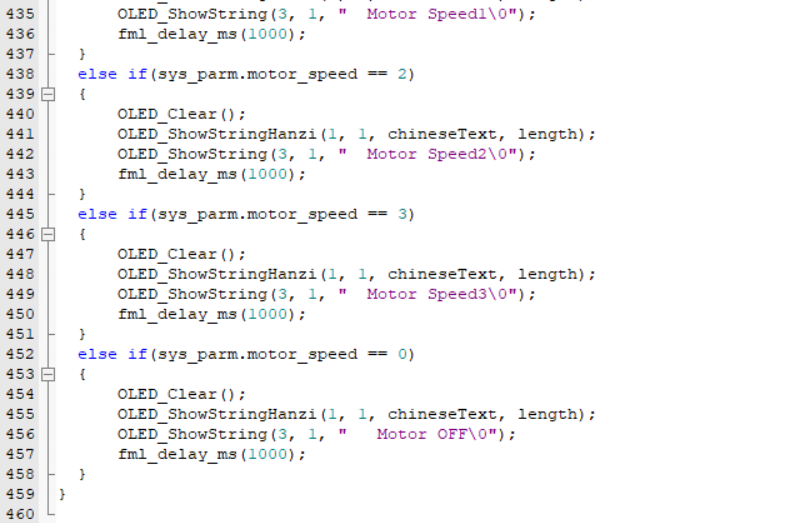 435 OLED_ShowString(3, 1, "  Motor Speed1\0");
436 fml_delay_ms(1000);
437 }
438 else if(sys_parm.motor_speed == 2)
439 {
440 OLED_Clear();
441 OLED_ShowStringHanzi(1, 1, chineseText, length);
442 OLED_ShowString(3, 1, "  Motor Speed2\0");
443 fml_delay_ms(1000);
444 }
445 else if(sys_parm.motor_speed == 3)
446 {
447 OLED_Clear();
448 OLED_ShowStringHanzi(1, 1, chineseText, length);
449 OLED_ShowString(3, 1, "  Motor Speed3\0");
450 fml_delay_ms(1000);
451 }
452 else if(sys_parm.motor_speed == 0)
453 {
454 OLED_Clear();
455 OLED_ShowStringHanzi(1, 1, chineseText, length);
456 OLED_ShowString(3, 1, "   Motor OFF\0");
457 fml_delay_ms(1000);
458 }
459 }
460